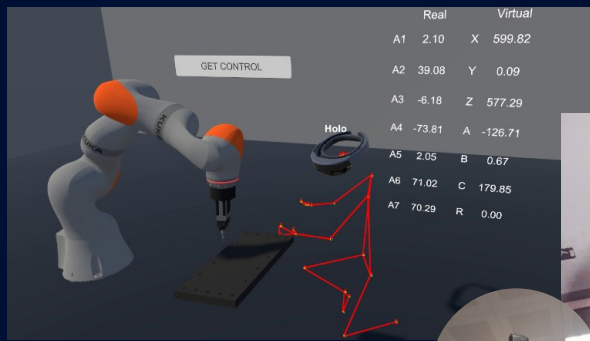 Real Virtual
A1 2.10 X 599.82
GET CONTROL
A2 39.08 Y 0.09
A3 -6.18 Z 577.29
Holo
A4 -73.81 A -126.71
A5 2.05 B 0.67
A6 71.02 C 179.85
A7 70.29 R 0.00
KUKA
KUKA